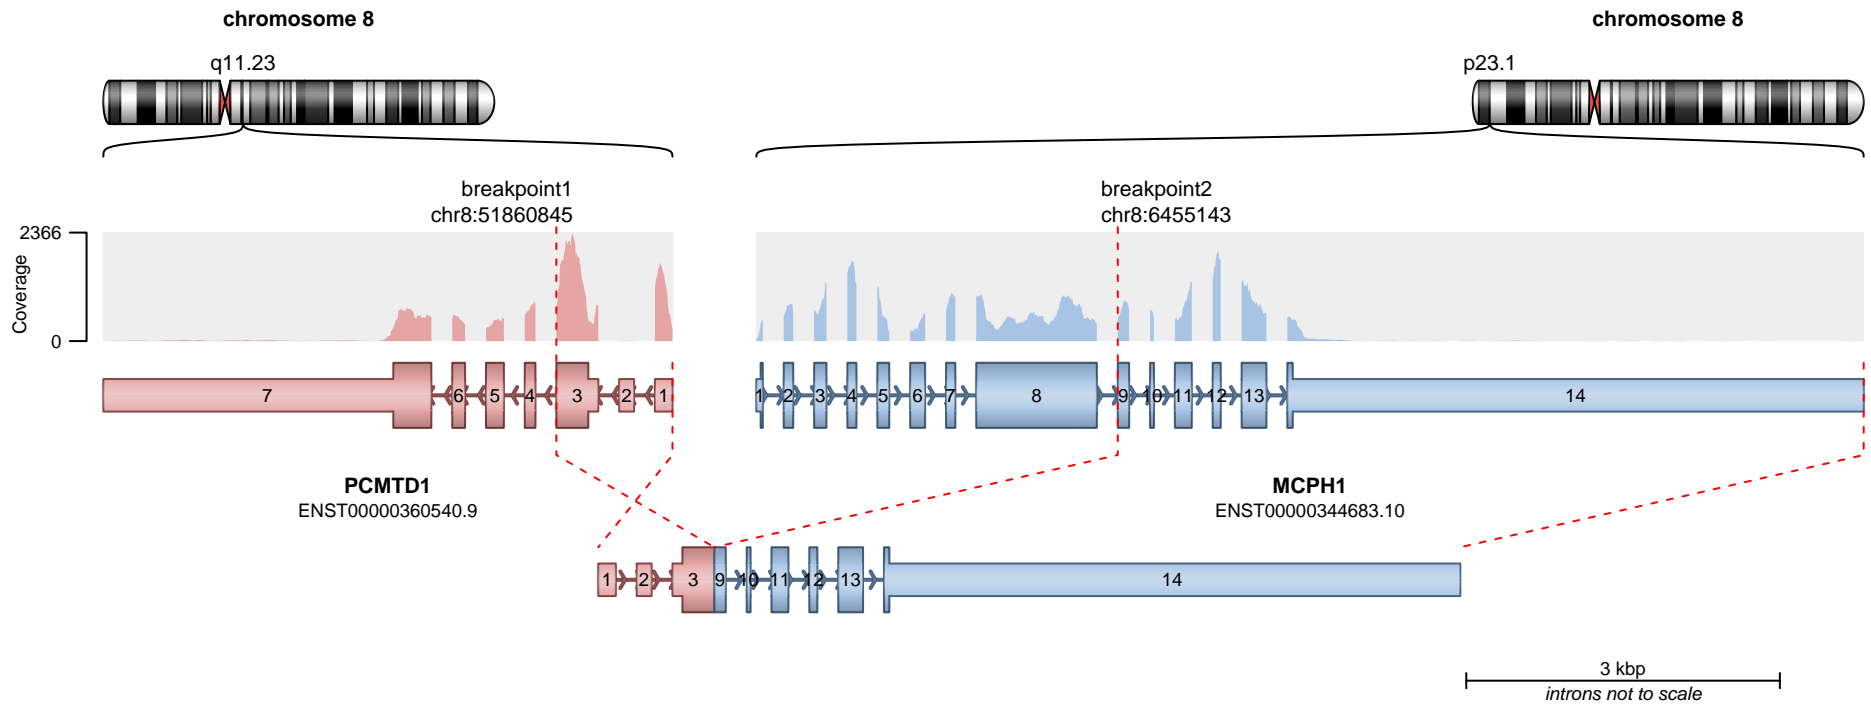 chromosome 8
chromosome 8
q11.23
p23.1
breakpoint1
chr8:51860845
breakpoint2
chr8:6455143
2366
Coverage
0
7 6 5 4 3 2 1
1 2 3 4 5 6 7 8 9 10 11 12 13 14
PCMTD1
ENST00000360540.9
MCPH1
ENST00000344683.10
1 2 3 9 10 11 12 13 14
3 kbp
introns not to scale